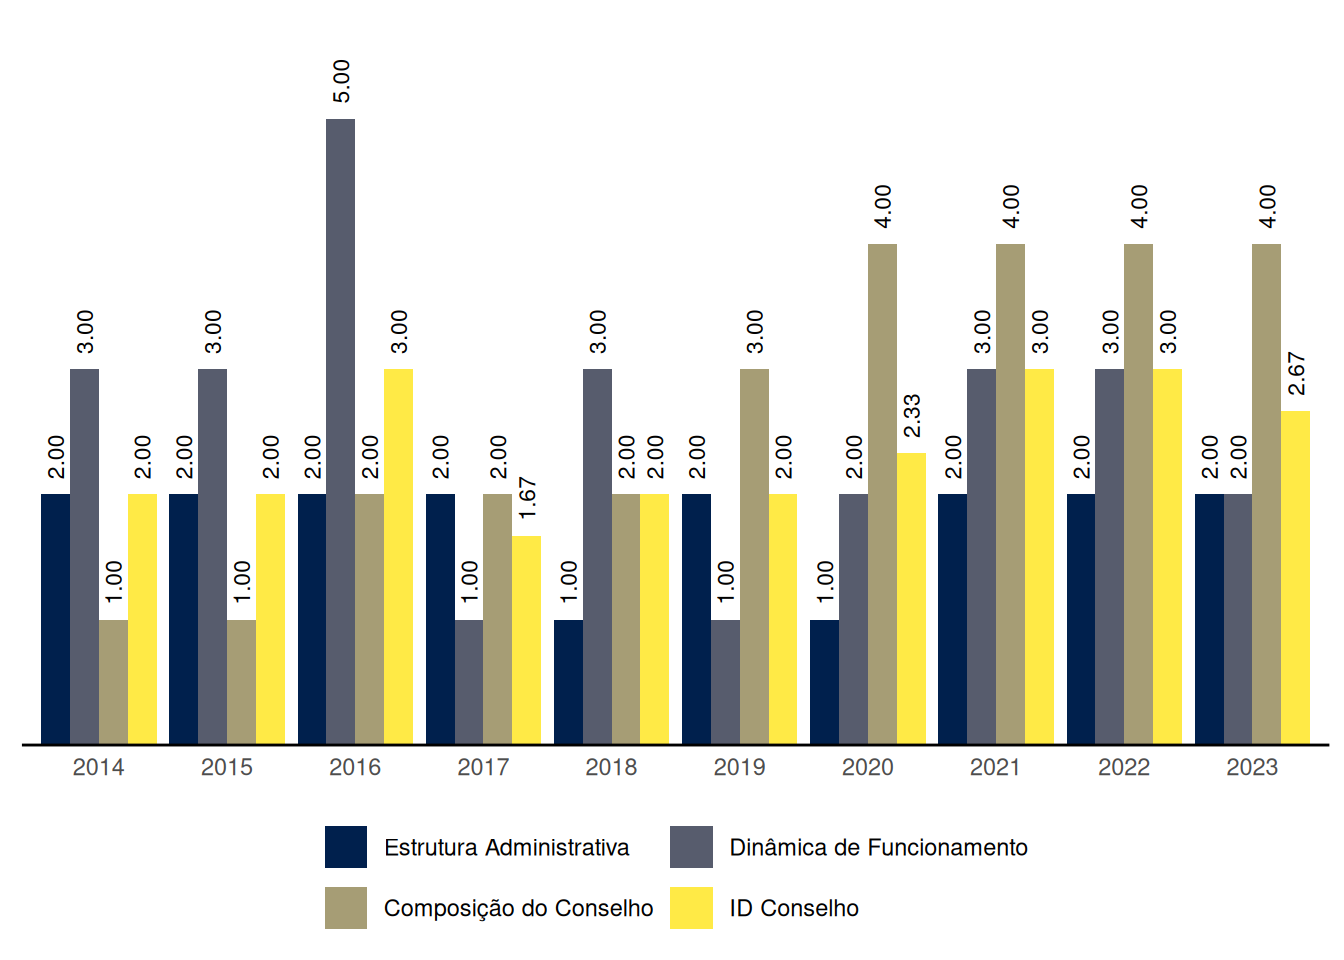 5.00
4.00 4.00 4.00 4.00
3.00 3.00 3.00 3.00 3.00 3.00 3.00 3.00 3.00
2.67
2.33
2.00 2.00 2.00 2.00 2.00 2.00 2.00 2.00 2.00 2.00 2.00 2.00 2.00 2.00 2.00 2.00 2.00
1.67
1.00 1.00 1.00 1.00 1.00 1.00
2014 2015 2016 2017 2018 2019 2020 2021 2022 2023
Estrutura Administrativa Dinâmica de Funcionamento
Composição do Conselho ID Conselho